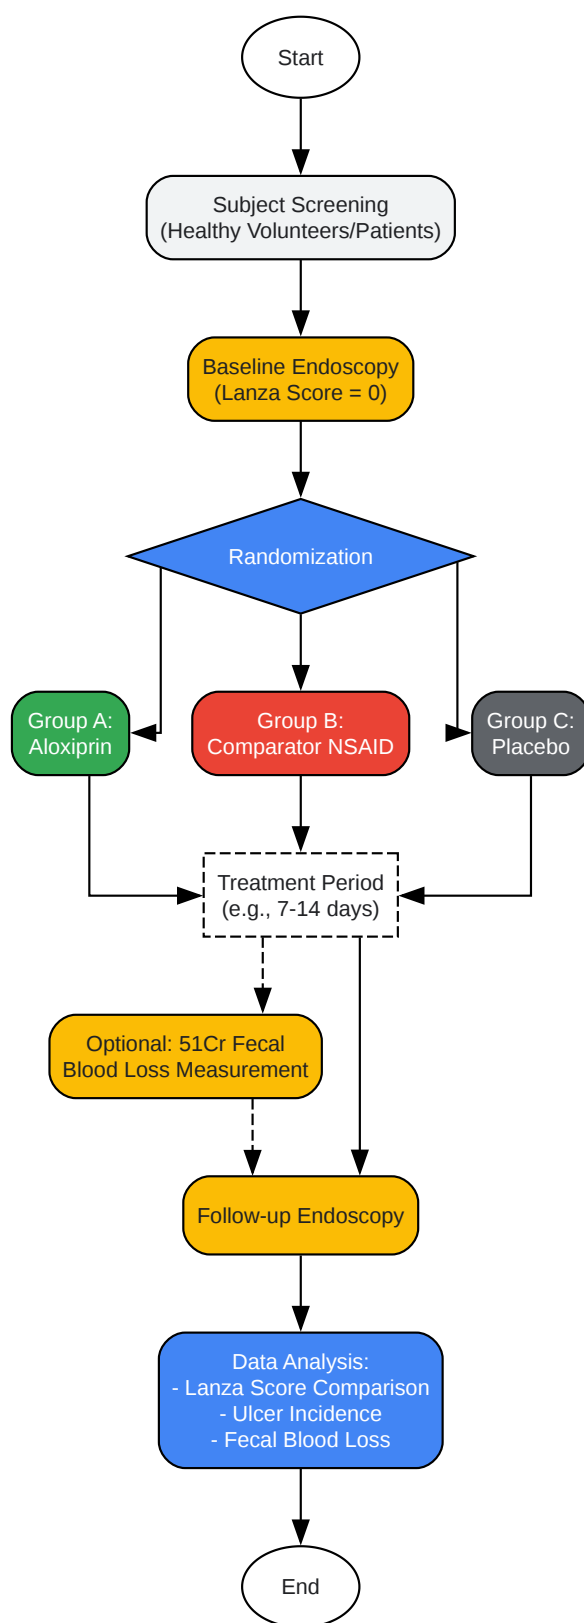 Start
Subject Screening
(Healthy Volunteers/Patients)
Baseline Endoscopy
(Lanza Score = 0)
Randomization
Group A:
Aloxiprin
Group B:
Comparator NSAID
Group C:
Placebo
Treatment Period
(e.g., 7-14 days)
Optional: 51Cr Fecal
Blood Loss Measurement
Follow-up Endoscopy
Data Analysis:
- Lanza Score Comparison
- Ulcer Incidence
- Fecal Blood Loss
End